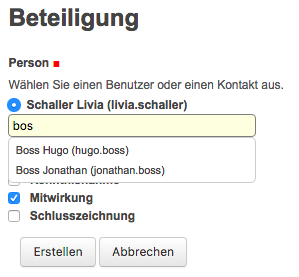 Beteiligung
Person
Wählen Sie einen Benutzer oder einen Kontakt aus.
Schaller Livia (livia.schaller)
bos
Boss Hugo (hugo.boss)
Boss Jonathan (jonathan.boss)
Mitwirkung
Schlusszeichnung
Erstellen
Abbrechen